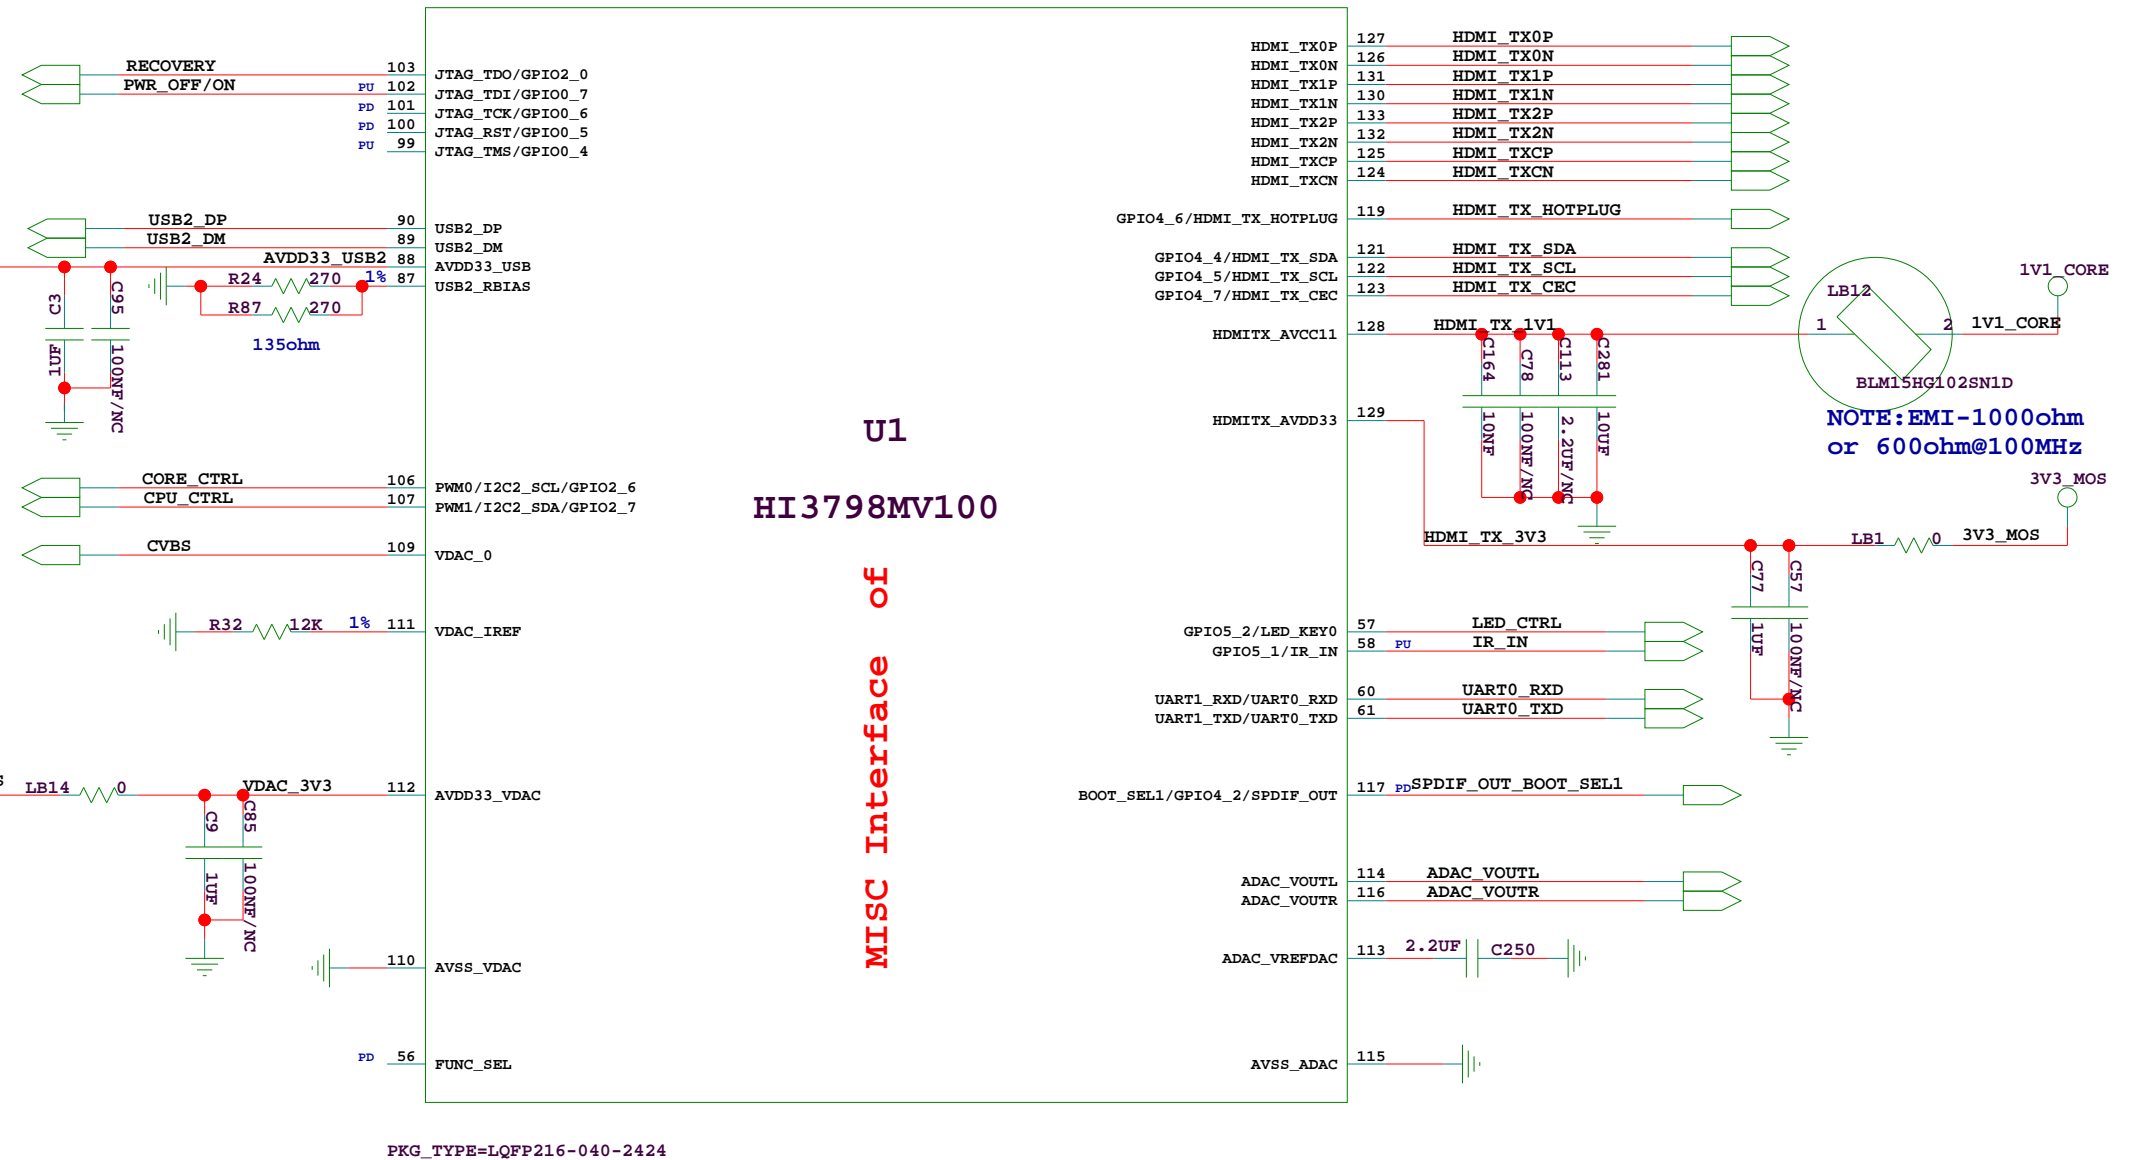 RECOVERY 103 JTAG_TDO/GPIO2_0
PWR_OFF/ON PU 102 JTAG_TDI/GPIO0_7
PD 101 JTAG_TCK/GPIO0_6
PD 100 JTAG_RST/GPIO0_5
PU 99 JTAG_TMS/GPIO0_4
USB2_DP 90 USB2_DP
USB2_DM 89 USB2_DM
AVDD33_USB2 88 AVDD33_USB
R24 270 1% 87 USB2_RBIAS
R87 270
135ohm
C3 1UF
C95 100NF/NC
CORE_CTRL 106 PWM0/I2C2_SCL/GPIO2_6
CPU_CTRL 107 PWM1/I2C2_SDA/GPIO2_7
CVBS 109 VDAC_0
R32 12K 1% 111 VDAC_IREF
S LB14 0 VDAC_3V3 112 AVDD33_VDAC
C9 1UF
C85 100NF/NC
110 AVSS_VDAC
PD 56 FUNC_SEL
U1
HI3798MV100
MISC Interface of
HDMI_TX0P 127 HDMI_TX0P
HDMI_TX0N 126 HDMI_TX0N
HDMI_TX1P 131 HDMI_TX1P
HDMI_TX1N 130 HDMI_TX1N
HDMI_TX2P 133 HDMI_TX2P
HDMI_TX2N 132 HDMI_TX2N
HDMI_TXCP 125 HDMI_TXCP
HDMI_TXCN 124 HDMI_TXCN
GPIO4_6/HDMI_TX_HOTPLUG 119 HDMI_TX_HOTPLUG
GPIO4_4/HDMI_TX_SDA 121 HDMI_TX_SDA
GPIO4_5/HDMI_TX_SCL 122 HDMI_TX_SCL
GPIO4_7/HDMI_TX_CEC 123 HDMI_TX_CEC
HDMITX_AVCC11 128 HDMI_TX_1V1
C164 10NF
C78 100NF/NC
C113 2.2UF/NC
C281 10UF
LB12
1 2 1V1_CORE
1V1_CORE
BLM15HG102SN1D
NOTE:EMI-1000ohm
or 600ohm@100MHz
HDMITX_AVDD33 129
HDMI_TX_3V3 LB1 0 3V3_MOS
3V3_MOS
C77 1UF
C57 100NF/NC
GPIO5_2/LED_KEY0 57 LED_CTRL
GPIO5_1/IR_IN 58 PU IR_IN
UART1_RXD/UART0_RXD 60 UART0_RXD
UART1_TXD/UART0_TXD 61 UART0_TXD
BOOT_SEL1/GPIO4_2/SPDIF_OUT 117 PD SPDIF_OUT_BOOT_SEL1
ADAC_VOUTL 114 ADAC_VOUTL
ADAC_VOUTR 116 ADAC_VOUTR
ADAC_VREFDAC 113 2.2UF C250
AVSS_ADAC 115
PKG_TYPE=LQFP216-040-2424